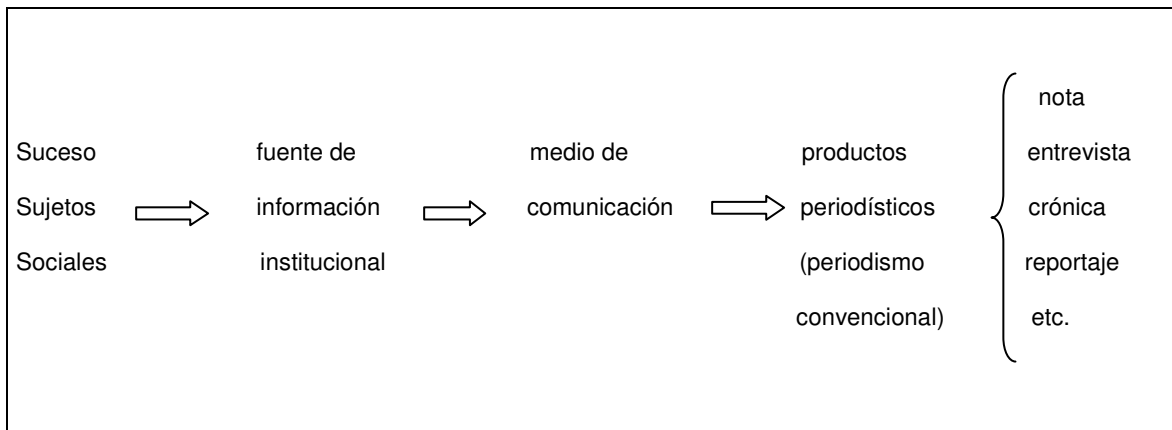 Suceso
Sujetos
Sociales
fuente de
información
institucional
medio de
comunicación
productos
periodísticos
(periodismo
convencional)
nota
entrevista
crónica
reportaje
etc.